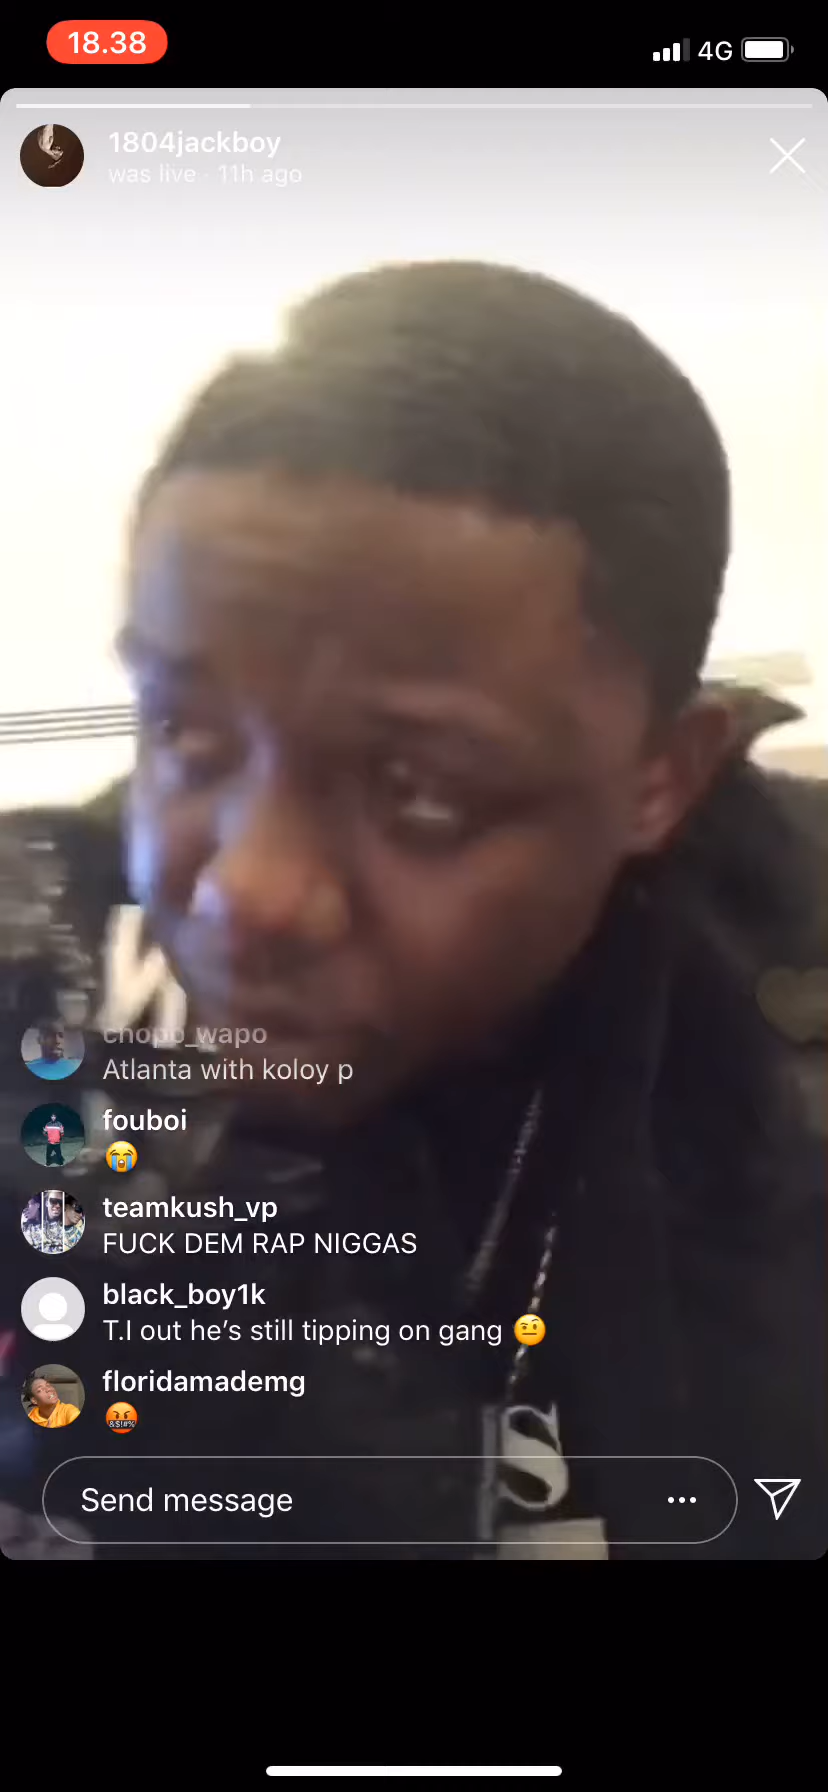 18.38
4G
1804jackboy
was live · 11h ago
chopo_wapo
Atlanta with koloy p
fouboi
😭
teamkush_vp
FUCK DEM RAP NIGGAS
black_boy1k
T.I out he's still tipping on gang 🤨
floridamademg
🤬
S
Send message